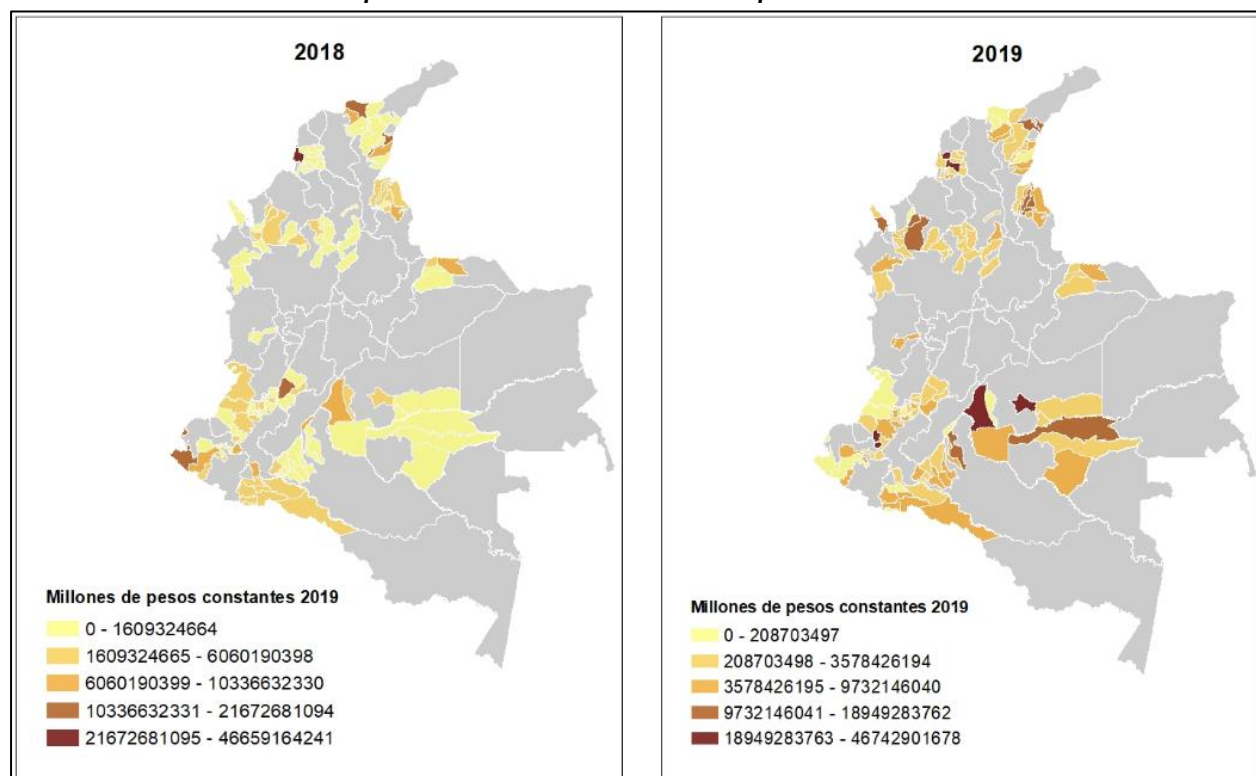 2018
Millones de pesos constantes 2019
0 - 1609324664
1609324665 - 6060190398
6060190399 - 10336632330
10336632331 - 21672681094
21672681095 - 46659164241
2019
Millones de pesos constantes 2019
0 - 208703497
208703498 - 3578426194
3578426195 - 9732146040
9732146041 - 18949283762
18949283763 - 46742901678